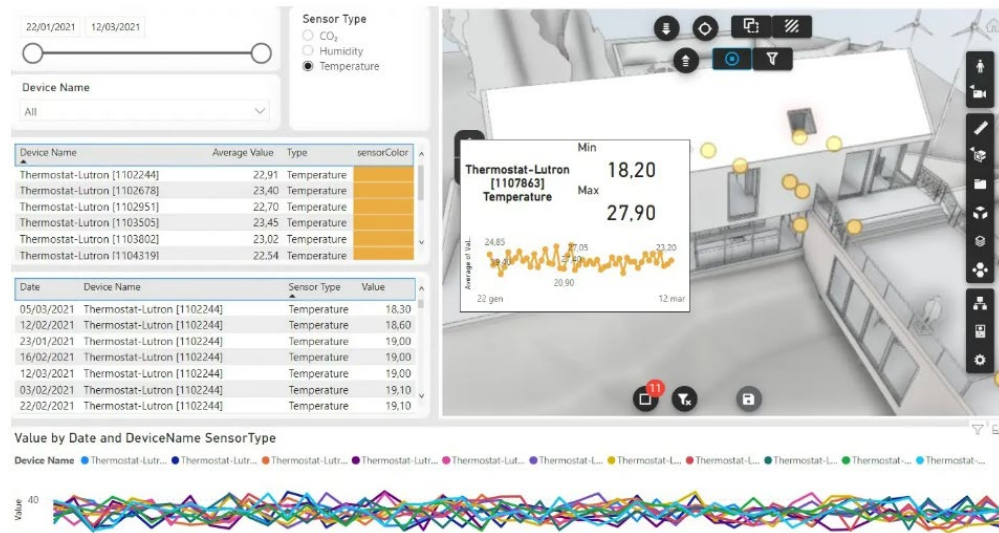 22/01/2021 12/03/2021
Sensor Type
CO₂
Humidity
Temperature
Device Name
All
Device Name Average Value Type sensorColor
Thermostat-Lutron [1102244] 22,91 Temperature
Thermostat-Lutron [1102678] 23,40 Temperature
Thermostat-Lutron [1102951] 22,70 Temperature
Thermostat-Lutron [1103505] 23,45 Temperature
Thermostat-Lutron [1103802] 23,02 Temperature
Thermostat-Lutron [1104319] 22,54 Temperature
Date Device Name Sensor Type Value
05/03/2021 Thermostat-Lutron [1102244] Temperature 18,30
12/02/2021 Thermostat-Lutron [1102244] Temperature 18,60
23/01/2021 Thermostat-Lutron [1102244] Temperature 19,00
16/02/2021 Thermostat-Lutron [1102244] Temperature 19,00
12/03/2021 Thermostat-Lutron [1102244] Temperature 19,00
03/02/2021 Thermostat-Lutron [1102244] Temperature 19,10
22/02/2021 Thermostat-Lutron [1102244] Temperature 19,10
Thermostat-Lutron
[1107863]
Temperature
Min
18,20
Max
27,90
Average of Val...
24,85
27,05
23,20
20,90
22 gen 12 mar
11
Value by Date and DeviceName SensorType
Device Name Thermostat-Lutr... Thermostat-Lutr... Thermostat-Lutr... Thermostat-Lutr... Thermostat-Lut... Thermostat-L... Thermostat-L... Thermostat-L... Thermostat-L... Thermostat-... Thermostat-...
Value
40